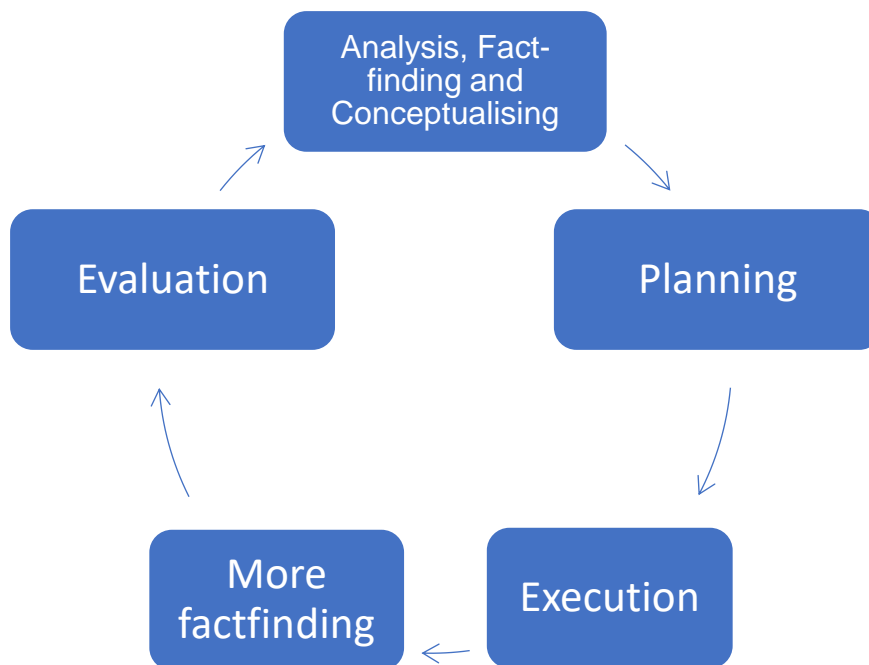 Analysis, Fact-
finding and
Conceptualising
Planning
Execution
More
factfinding
Evaluation